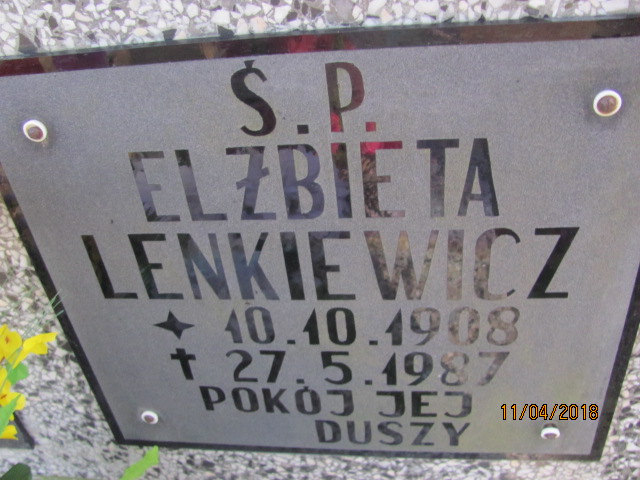 Ś.P.
ELŻBIETA
LENKIEWICZ
✦ 10.10.1908
✝ 27.5.1987
POKÓJ JEJ
DUSZY
11/04/2018